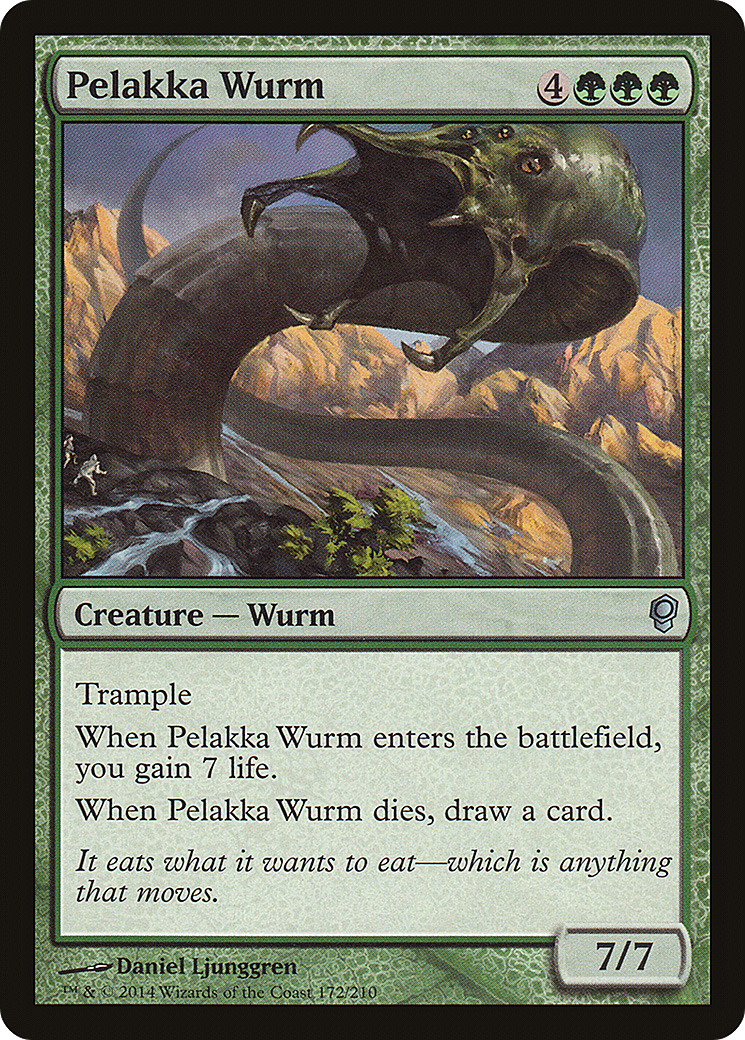 Pelakka Wurm 4
Creature — Wurm
Trample
When Pelakka Wurm enters the battlefield,
you gain 7 life.
When Pelakka Wurm dies, draw a card.
It eats what it wants to eat—which is anything
that moves.
7/7
Daniel Ljunggren
™ & © 2014 Wizards of the Coast 172/210